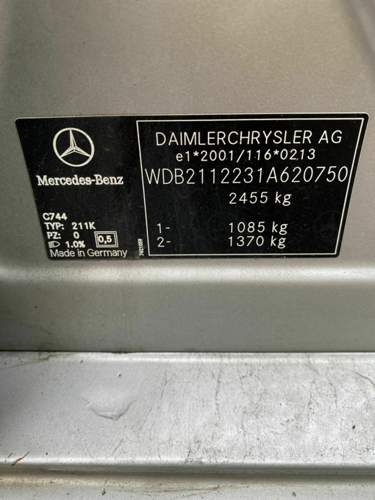 Mercedes-Benz
DAIMLERCHRYSLER AG
e1*2001/116*0213
WDB2112231A620750
2455 kg
1- 1085 kg
2- 1370 kg
C744
TYP: 211K
PZ: 0
1.0% 0,5
Made in Germany